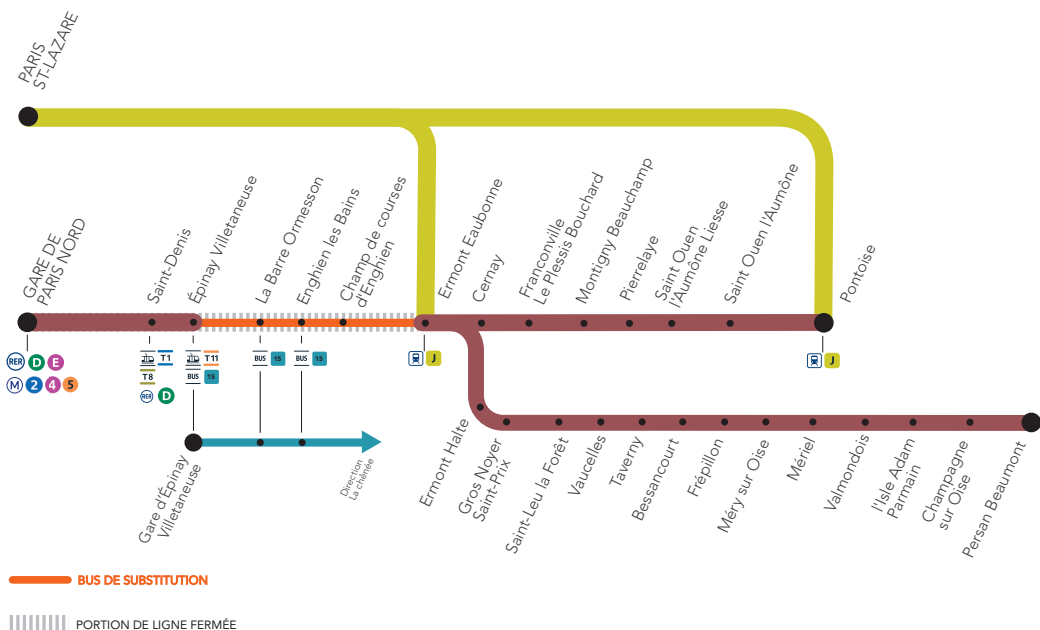 PARIS
ST-LAZARE
GARE DE
PARIS NORD
Saint-Denis
Épinay Villetaneuse
La Barre Ormesson
Enghien les Bains
Champ de courses
d'Enghien
Ermont Eaubonne
Cernay
Franconville
Le Plessis Bouchard
Montigny Beauchamp
Pierrelaye
Saint Ouen
l'Aumône Liesse
Saint Ouen l'Aumône
Pontoise
RER D E
M 2 4 5
T1
T8
RER D
T11
BUS 15
BUS 15
BUS 15
J
J
Gare d'Épinay
Villetaneuse
Direction
La chênée
Ermont Halte
Gros Noyer
Saint-Prix
Saint-Leu la Forêt
Vaucelles
Taverny
Bessancourt
Frépillon
Méry sur Oise
Mériel
Valmondois
l'Isle Adam
Parmain
Champagne
sur Oise
Persan Beaumont
BUS DE SUBSTITUTION
PORTION DE LIGNE FERMÉE